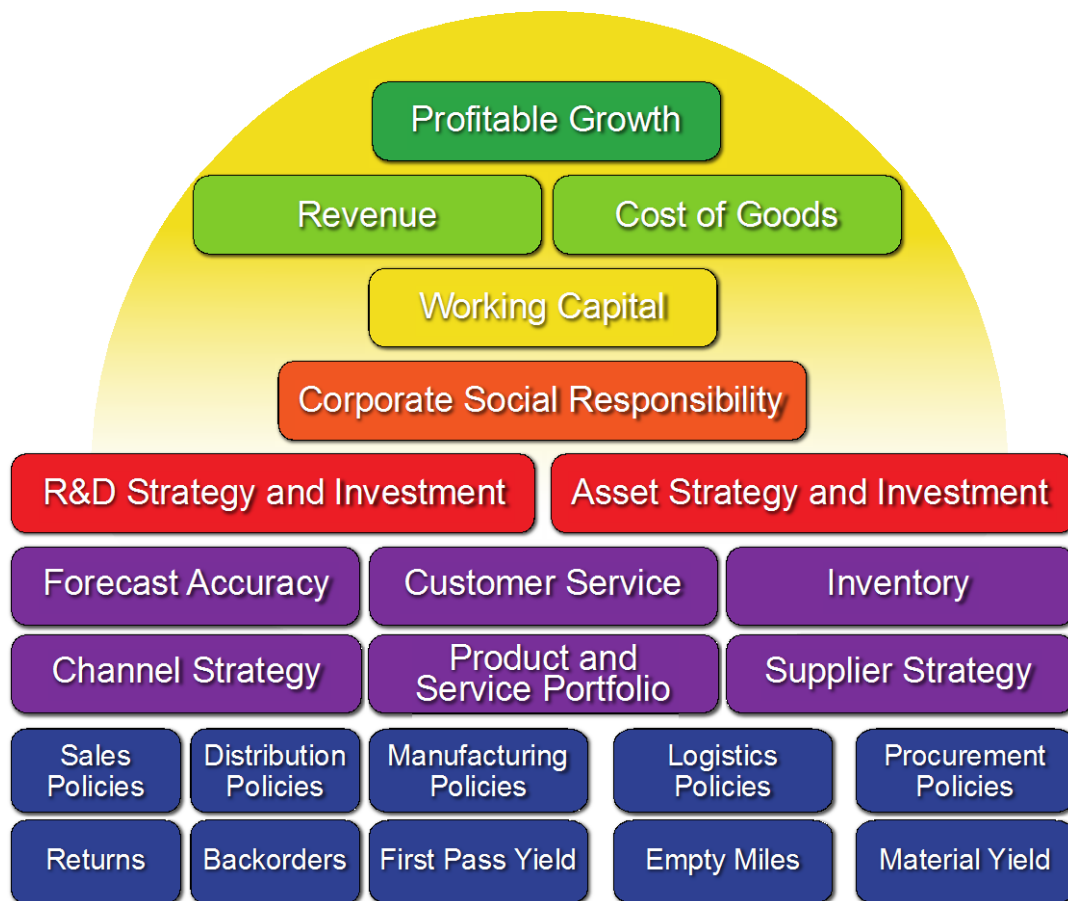 Profitable Growth
Revenue
Cost of Goods
Working Capital
Corporate Social Responsibility
R&D Strategy and Investment
Asset Strategy and Investment
Forecast Accuracy
Customer Service
Inventory
Channel Strategy
Product and
Service Portfolio
Supplier Strategy
Sales
Policies
Distribution
Policies
Manufacturing
Policies
Logistics
Policies
Procurement
Policies
Returns
Backorders
First Pass Yield
Empty Miles
Material Yield